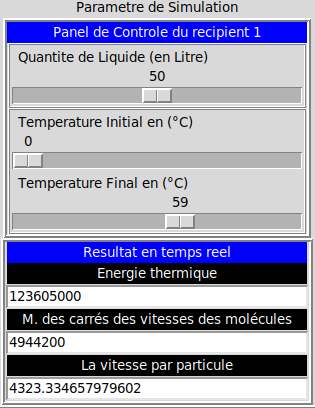 Parametre de Simulation
Panel de Controle du recipient 1
Quantite de Liquide (en Litre)
50
Temperature Initial en (°C)
0
Temperature Final en (°C)
59
Resultat en temps reel
Energie thermique
123605000
M. des carrés des vitesses des molécules
4944200
La vitesse par particule
4323.334657979602